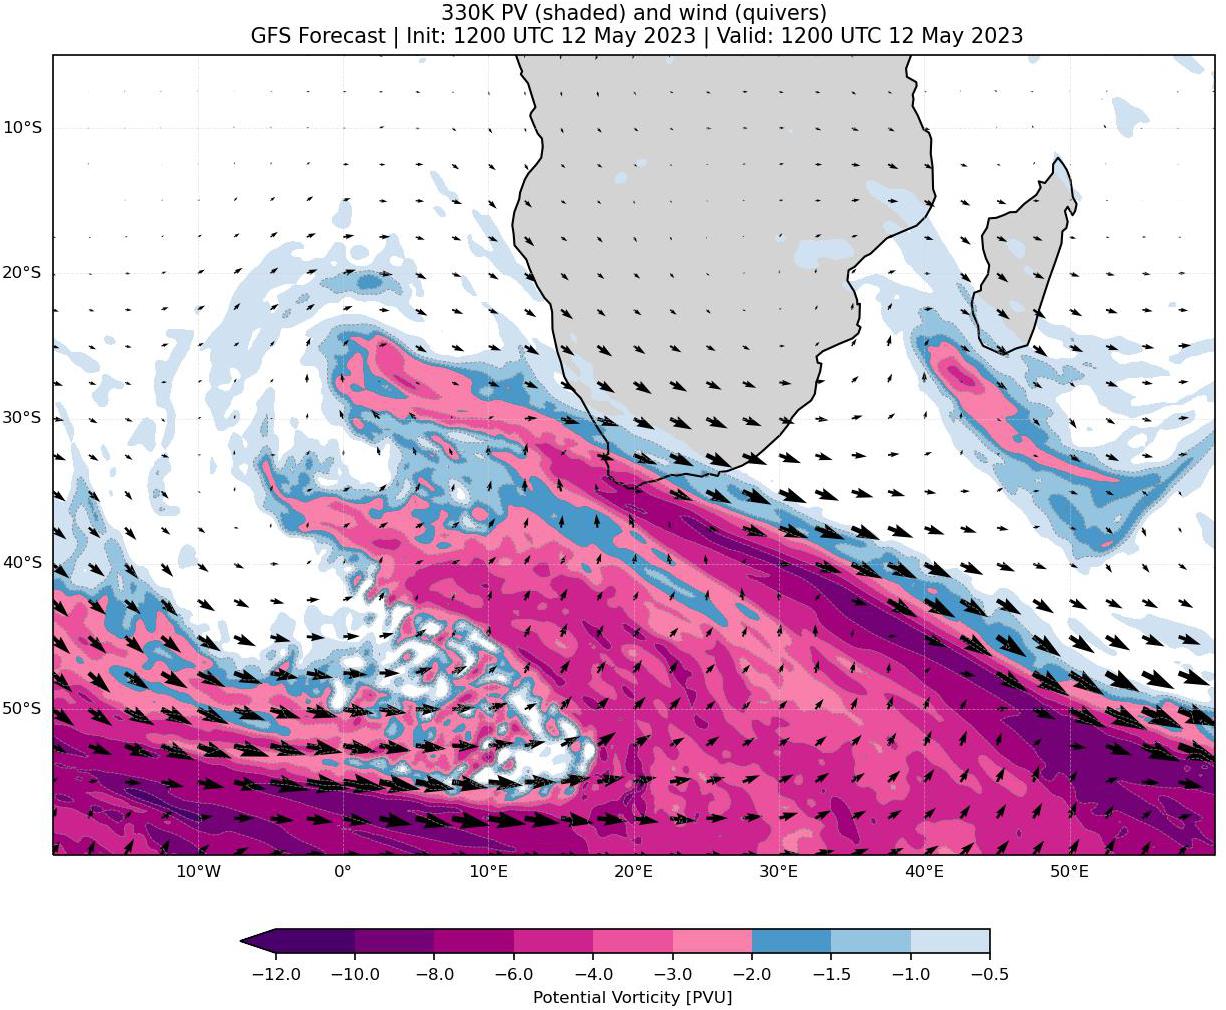 330K PV (shaded) and wind (quivers)
GFS Forecast | Init: 1200 UTC 12 May 2023 | Valid: 1200 UTC 12 May 2023
10°S
20°S
30°S
40°S
50°S
10°W 0° 10°E 20°E 30°E 40°E 50°E
−12.0 −10.0 −8.0 −6.0 −4.0 −3.0 −2.0 −1.5 −1.0 −0.5
Potential Vorticity [PVU]